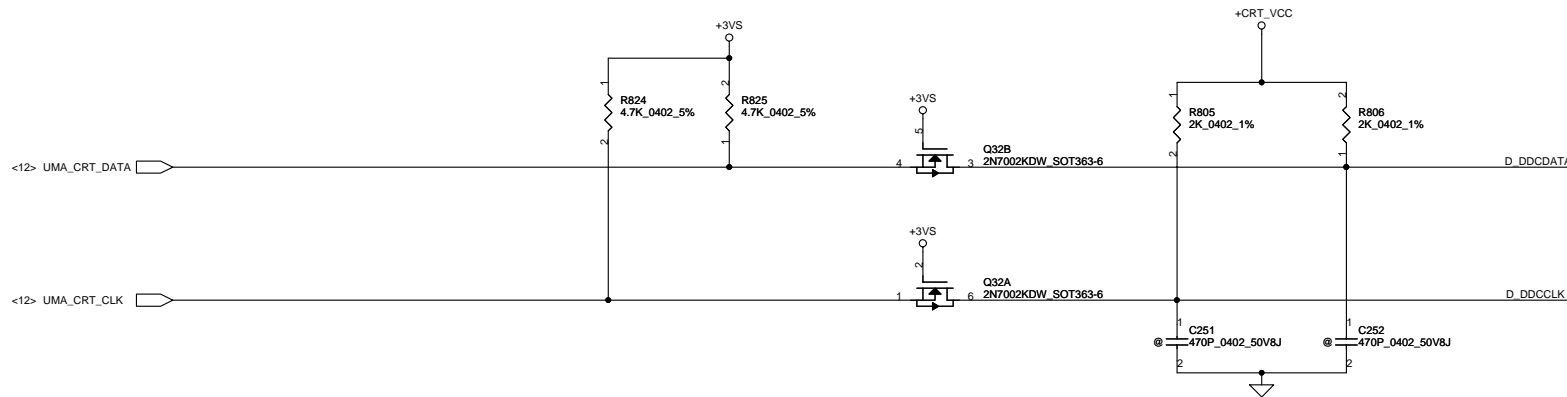 +3VS
+CRT_VCC
1
R824
4.7K_0402_5%
2
2
R825
4.7K_0402_5%
1
+3VS
5
1
R805
2K_0402_1%
2
2
R806
2K_0402_1%
1
<12> UMA_CRT_DATA
4
3
Q32B
2N7002KDW_SOT363-6
D_DDCDATA
+3VS
2
<12> UMA_CRT_CLK
1
6
Q32A
2N7002KDW_SOT363-6
D_DDCCLK
1
C251
@
470P_0402_50V8J
2
1
C252
@
470P_0402_50V8J
2